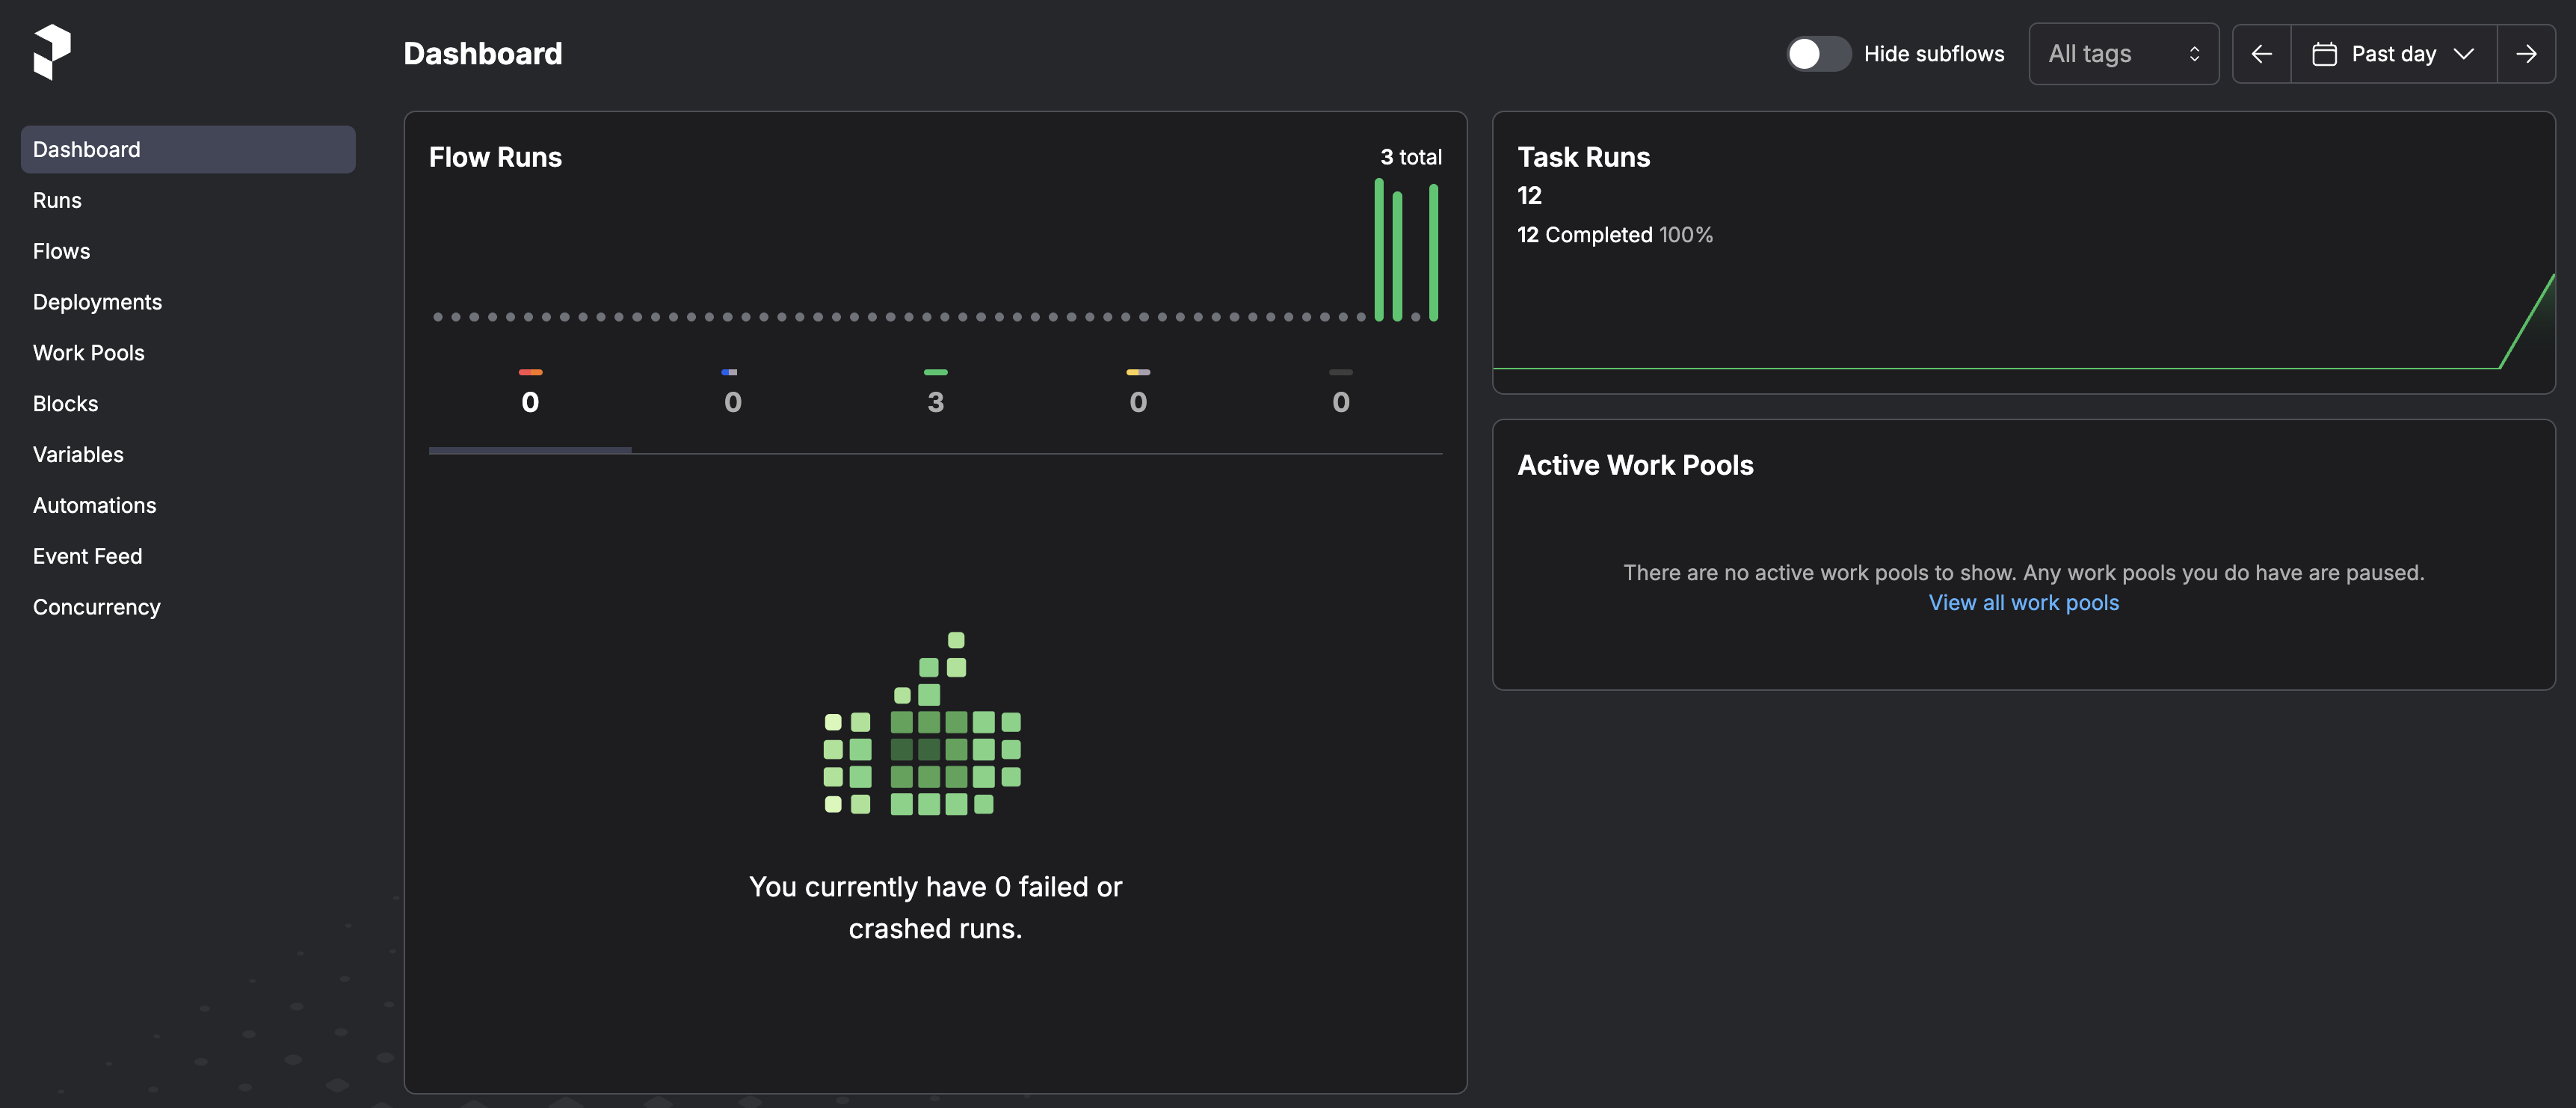 Dashboard
Hide subflows
All tags
Past day
Dashboard
Runs
Flows
Deployments
Work Pools
Blocks
Variables
Automations
Event Feed
Concurrency
Flow Runs
3 total
0
0
3
0
0
You currently have 0 failed or
crashed runs.
Task Runs
12
12 Completed 100%
Active Work Pools
There are no active work pools to show. Any work pools you do have are paused.
View all work pools